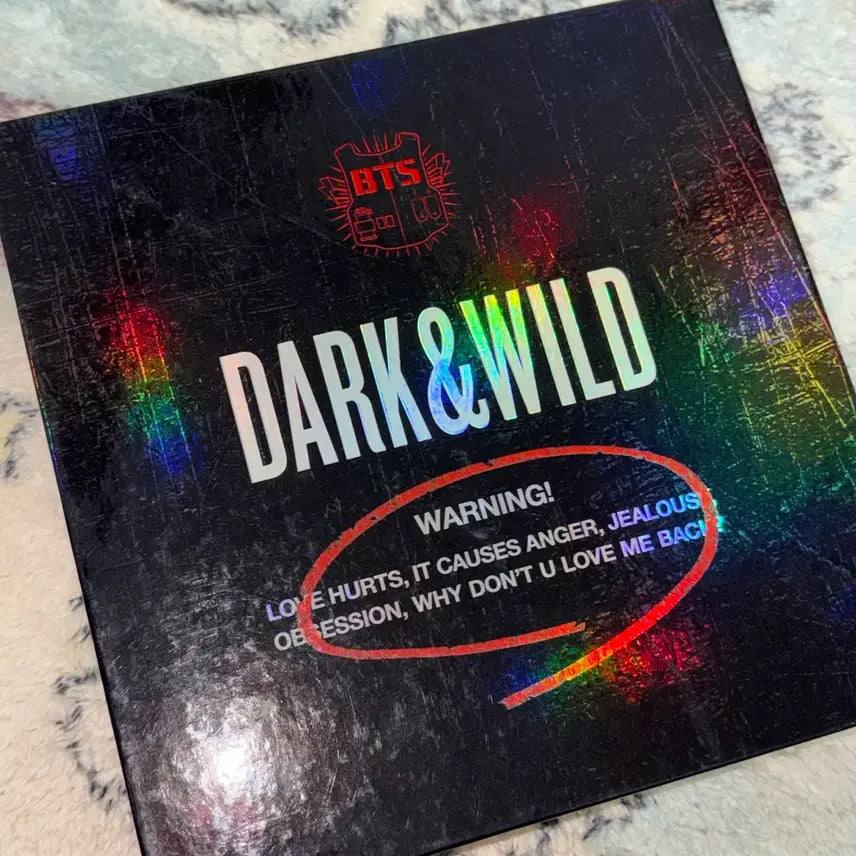 BTS
DARK&WILD
WARNING!
LOVE HURTS, IT CAUSES ANGER, JEALOUSY
OBSESSION, WHY DON'T U LOVE ME BACK?